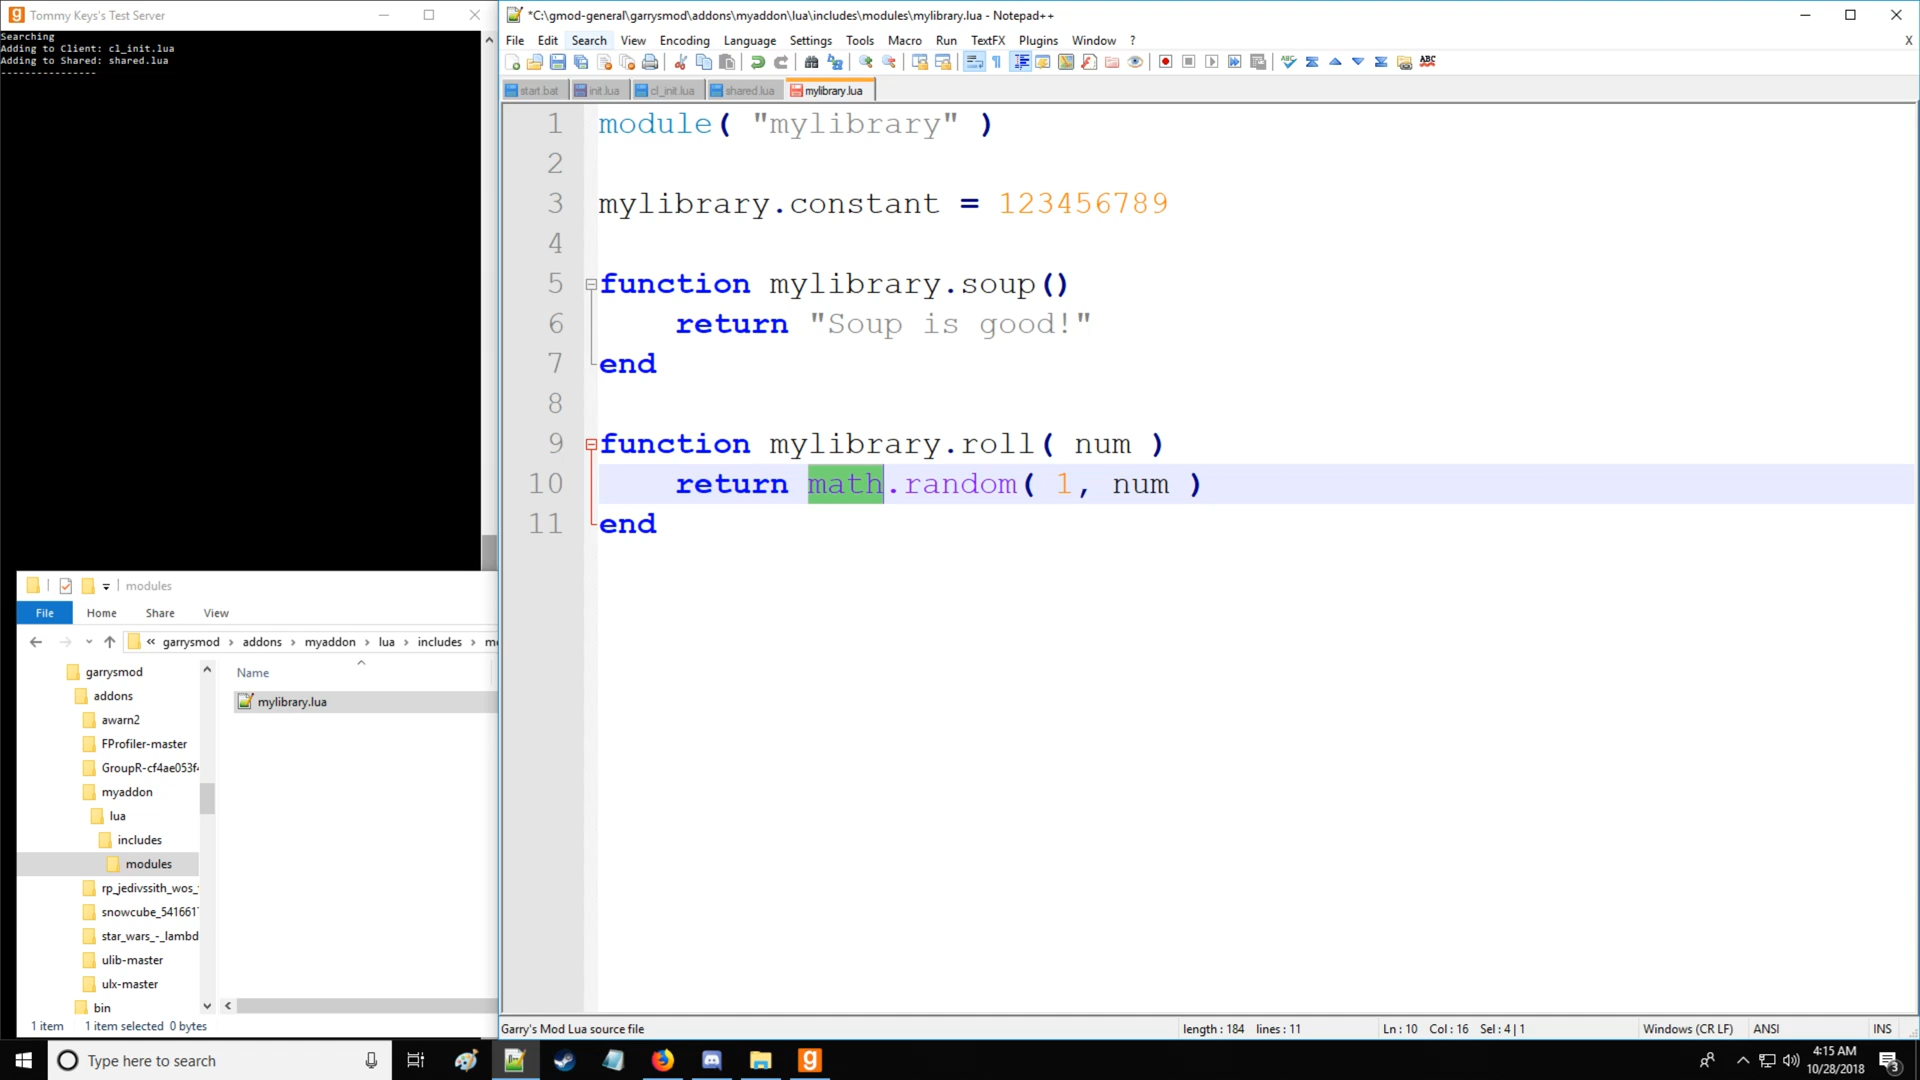 Tommy Keys's Test Server
Searching
Adding to Client: cl_init.lua
Adding to Shared: shared.lua
----------------
*C:\gmod-general\garrysmod\addons\myaddon\lua\includes\modules\mylibrary.lua - Notepad++
File Edit Search View Encoding Language Settings Tools Macro Run TextFX Plugins Window ? X
start.bat init.lua cl_init.lua shared.lua mylibrary.lua
1 module( "mylibrary" )
2
3 mylibrary.constant = 123456789
4
5 function mylibrary.soup()
6 return "Soup is good!"
7 end
8
9 function mylibrary.roll( num )
10 return math.random( 1, num )
11 end
modules
File Home Share View
« garrysmod › addons › myaddon › lua › includes ›
garrysmod
addons
awarn2
FProfiler-master
GroupR-cf4ae053f4
myaddon
lua
includes
modules
rp_jedivssith_wos_
snowcube_541661
star_wars_-_lambd
ulib-master
ulx-master
bin
Name
mylibrary.lua
1 item 1 item selected 0 bytes
Garry's Mod Lua source file length : 184 lines : 11 Ln : 10 Col : 16 Sel : 4 | 1 Windows (CR LF) ANSI INS
Type here to search
4:15 AM
10/28/2018
3